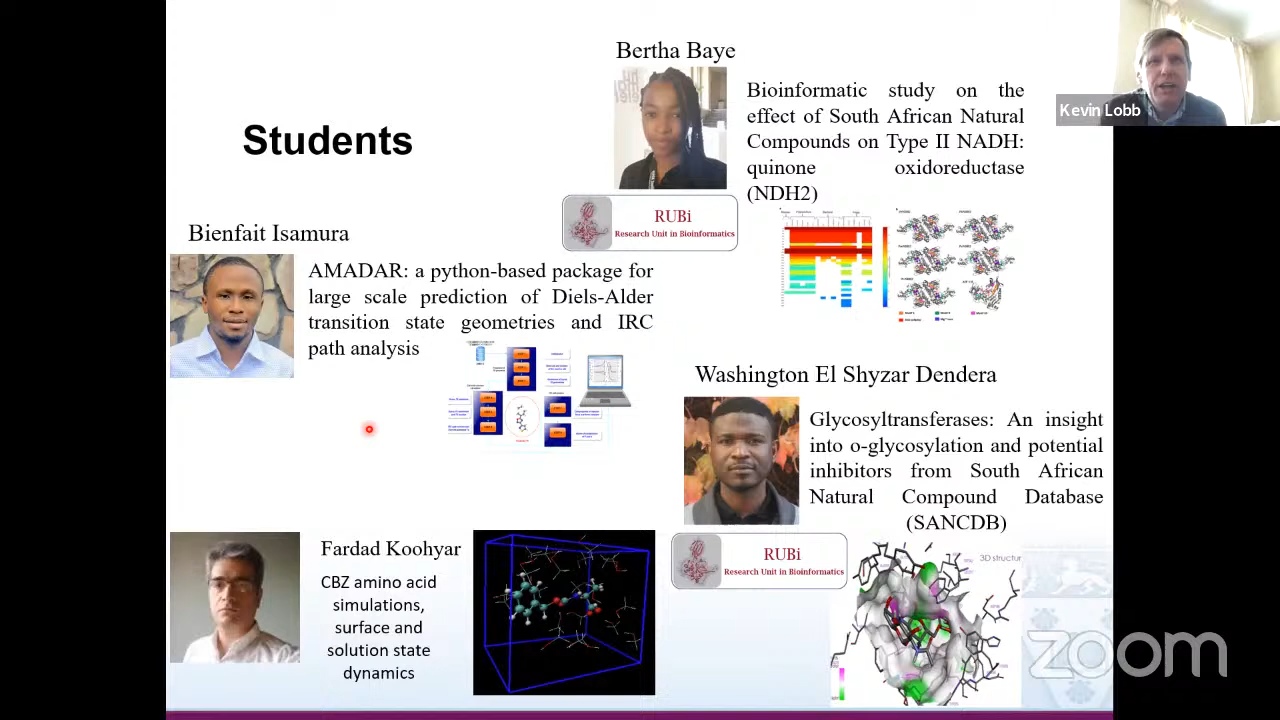 Bertha Baye
Bioinformatic study on the
effect of South African Natural
Compounds on Type II NADH:
quinone oxidoreductase
(NDH2)
Kevin Lobb
Students
RUBi
Research Unit in Bioinformatics
Bienfait Isamura
AMADAR: a python-based package for
large scale prediction of Diels-Alder
transition state geometries and IRC
path analysis
Washington El Shyzar Dendera
Glycosyltransferases: An insight
into o-glycosylation and potential
inhibitors from South African
Natural Compound Database
(SANCDB)
RUBi
Research Unit in Bioinformatics
Fardad Koohyar
CBZ amino acid
simulations,
surface and
solution state
dynamics
3D structur
zoom